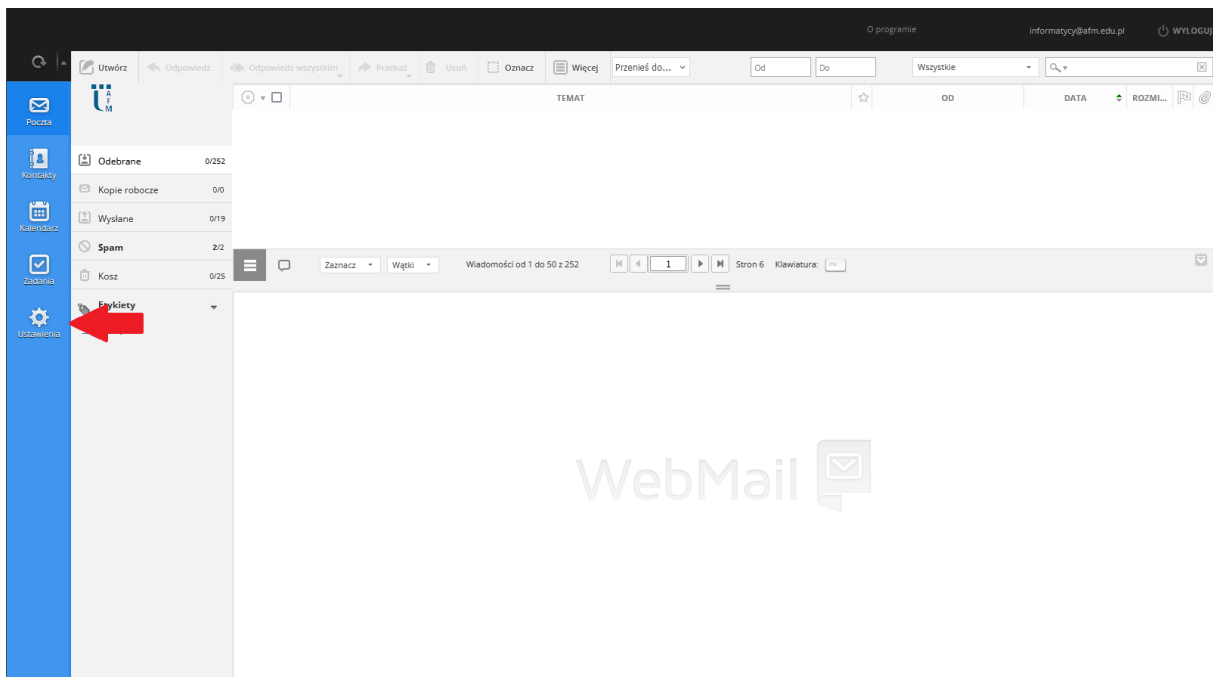 O programie informatycy@afm.edu.pl WYLOGUJ
Utwórz Odpowiedz Odpowiedz wszystkim Przekaż Usuń Oznacz Więcej Przenieś do... Od Do Wszystkie
AFM
TEMAT OD DATA ROZMI...
Poczta
Kontakty
Kalendarz
Zadania
Ustawienia
Odebrane 0/252
Kopie robocze 0/0
Wysłane 0/19
Spam 2/2
Kosz 0/25
Etykiety
Zaznacz Wątki Wiadomości od 1 do 50 z 252 1 Stron 6 Klawiatura:
WebMail